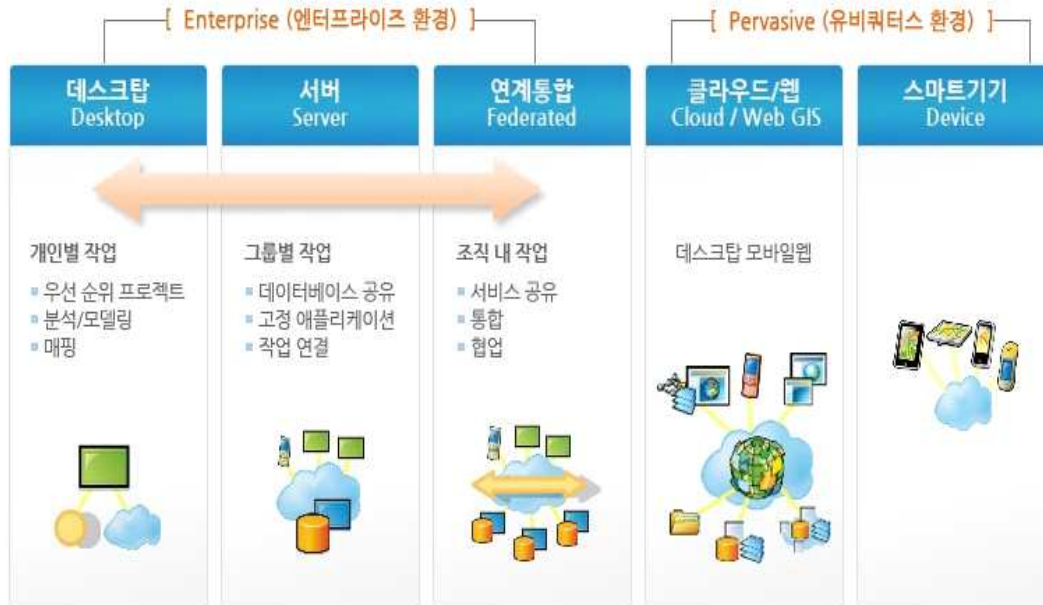 [ Enterprise (엔터프라이즈 환경) ]
[ Pervasive (유비쿼터스 환경) ]
데스크탑
Desktop
서버
Server
연계통합
Federated
클라우드/웹
Cloud / Web GIS
스마트기기
Device
개인별 작업
우선 순위 프로젝트
분석/모델링
매핑
그룹별 작업
데이터베이스 공유
고정 애플리케이션
작업 연결
조직 내 작업
서비스 공유
통합
협업
데스크탑 모바일웹